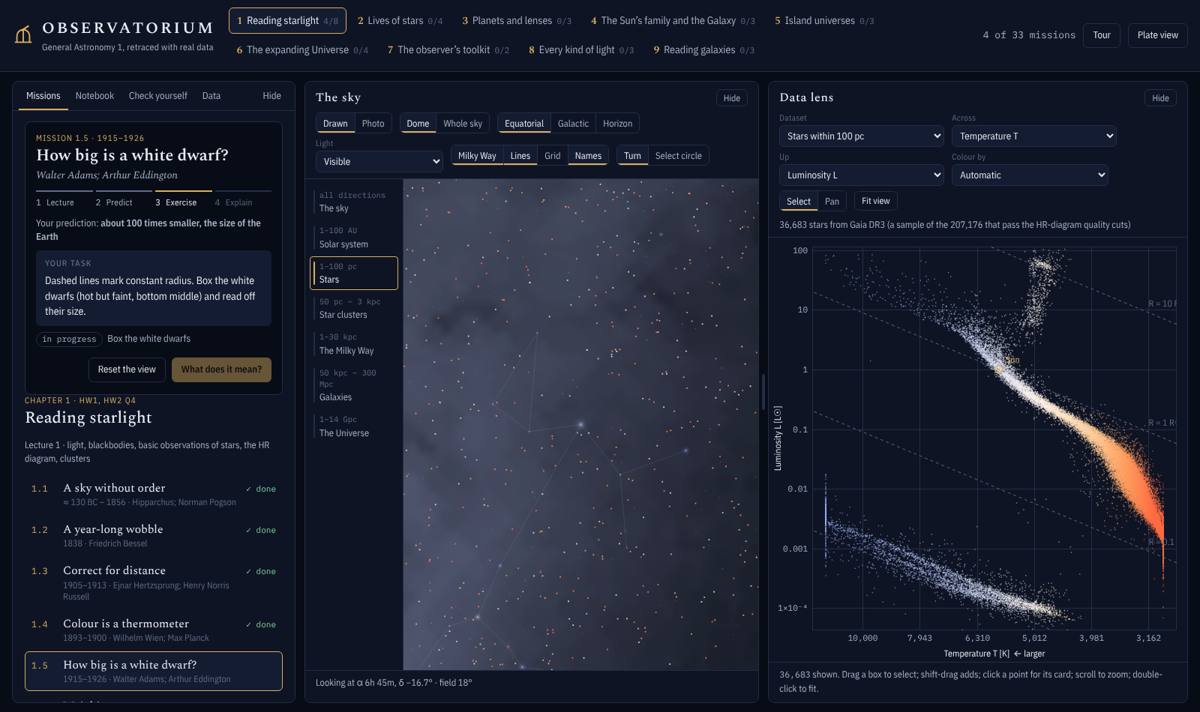 OBSERVATORIUM
General Astronomy 1, retraced with real data
1 Reading starlight 4/8
2 Lives of stars 0/4
3 Planets and lenses 0/3
4 The Sun's family and the Galaxy 0/3
5 Island universes 0/3
6 The expanding Universe 0/4
7 The observer's toolkit 0/2
8 Every kind of light 0/3
9 Reading galaxies 0/3
4 of 33 missions
Tour
Plate view
Missions
Notebook
Check yourself
Data
Hide
MISSION 1.5 · 1915–1926
How big is a white dwarf?
Walter Adams; Arthur Eddington
1 Lecture
2 Predict
3 Exercise
4 Explain
Your prediction: about 100 times smaller, the size of the
Earth
YOUR TASK
Dashed lines mark constant radius. Box the white
dwarfs (hot but faint, bottom middle) and read off
their size.
in progress
Box the white dwarfs
Reset the view
What does it mean?
CHAPTER 1 · HW1, HW2 Q4
Reading starlight
Lecture 1 · light, blackbodies, basic observations of stars, the HR
diagram, clusters
1.1 A sky without order ✓ done
≈ 130 BC – 1856 · Hipparchus; Norman Pogson
1.2 A year-long wobble ✓ done
1838 · Friedrich Bessel
1.3 Correct for distance ✓ done
1905–1913 · Ejnar Hertzsprung; Henry Norris
Russell
1.4 Colour is a thermometer ✓ done
1893–1900 · Wilhelm Wien; Max Planck
1.5 How big is a white dwarf?
1915–1926 · Walter Adams; Arthur Eddington
The sky
Hide
Drawn
Photo
Dome
Whole sky
Equatorial
Galactic
Horizon
Light
Visible
Milky Way
Lines
Grid
Names
Turn
Select circle
all directions
The sky
1–100 AU
Solar system
1–100 pc
Stars
50 pc – 3 kpc
Star clusters
1–30 kpc
The Milky Way
50 kpc – 300
Mpc
Galaxies
1–14 Gpc
The Universe
Looking at α 6h 45m, δ −16.7° · field 18°
Data lens
Hide
Dataset
Stars within 100 pc
Across
Temperature T
Up
Luminosity L
Colour by
Automatic
Select
Pan
Fit view
36,683 stars from Gaia DR3 (a sample of the 207,176 that pass the HR-diagram quality cuts)
100
10
1
0.1
0.01
0.001
1×10⁻⁴
Luminosity L [L☉]
R = 10 R
R = 1 R
10,000
7,943
6,310
5,012
3,981
3,162
Temperature T [K] ← larger
36,683 shown. Drag a box to select; shift-drag adds; click a point for its card; scroll to zoom; double-
click to fit.